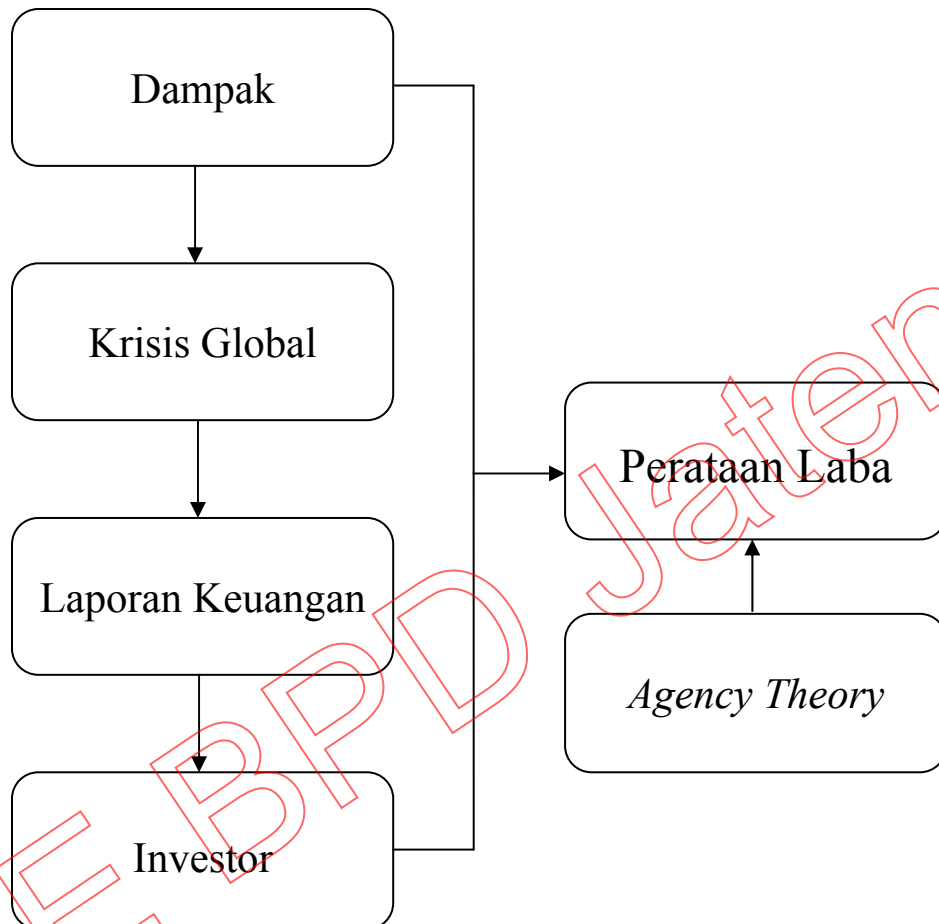 Dampak
Krisis Global
Perataan Laba
Laporan Keuangan
Agency Theory
Investor
E BPD Jaten